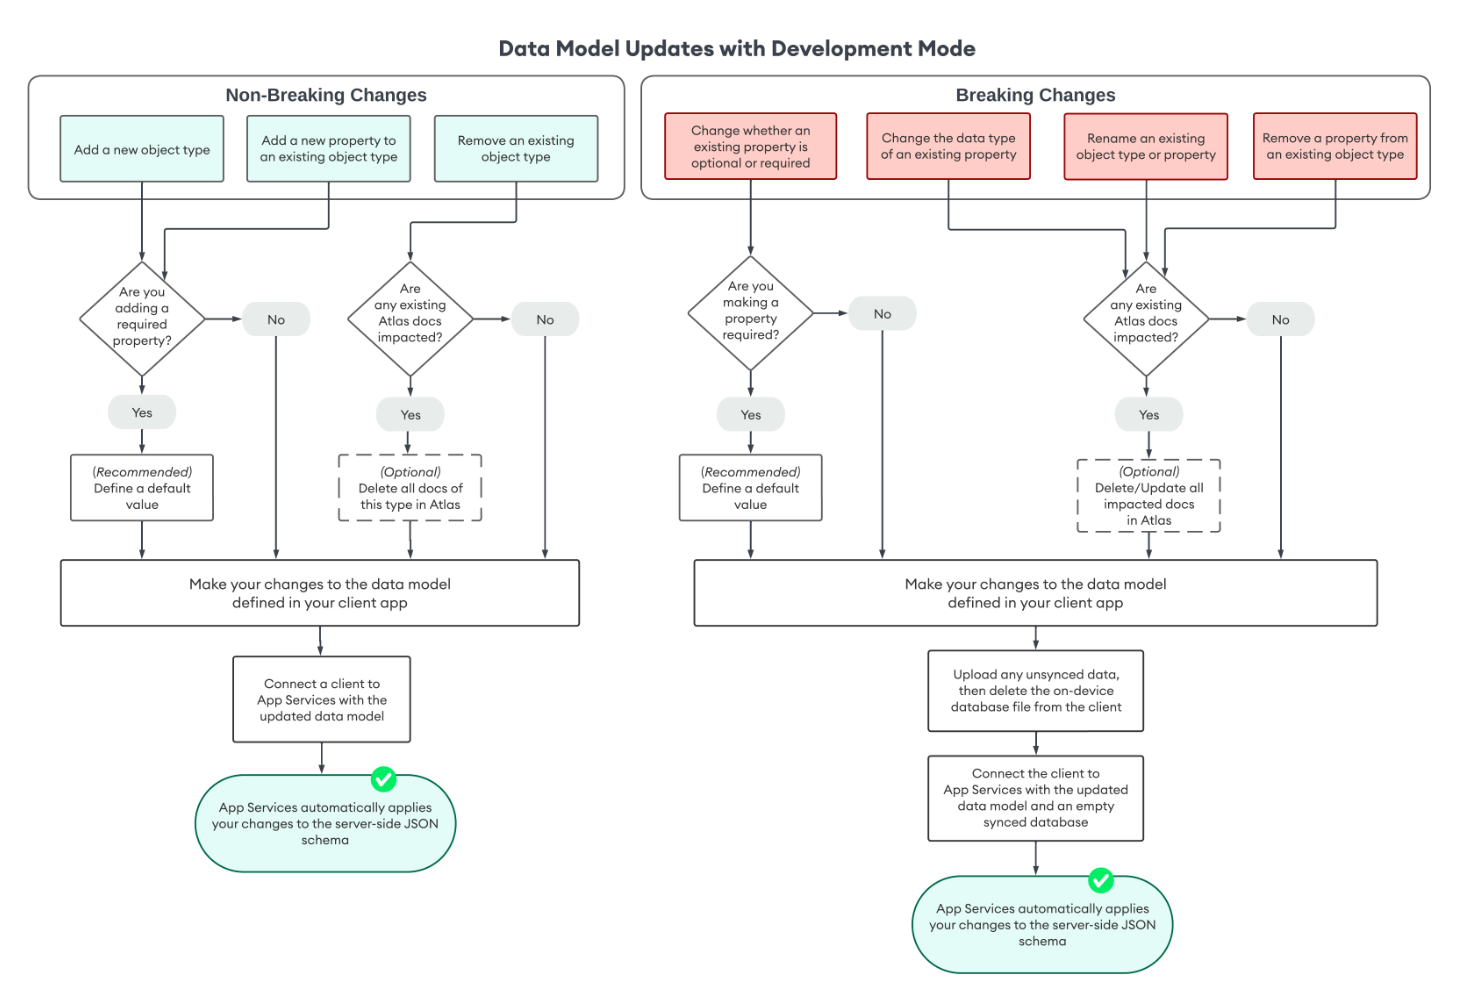 Data Model Updates with Development Mode
Non-Breaking Changes
Add a new object type
Add a new property to
an existing object type
Remove an existing
object type
Are you
adding a
required
property?
No
Yes
(Recommended)
Define a default
value
Are
any existing
Atlas docs
impacted?
No
Yes
(Optional)
Delete all docs of
this type in Atlas
Make your changes to the data model
defined in your client app
Connect a client to
App Services with the
updated data model
App Services automatically applies
your changes to the server-side JSON
schema
Breaking Changes
Change whether an
existing property is
optional or required
Change the data type
of an existing property
Rename an existing
object type or property
Remove a property from
an existing object type
Are you
making a
property
required?
No
Yes
(Recommended)
Define a default
value
Are
any existing
Atlas docs
impacted?
No
Yes
(Optional)
Delete/Update all
impacted docs
in Atlas
Make your changes to the data model
defined in your client app
Upload any unsynced data,
then delete the on-device
database file from the client
Connect the client to
App Services with the updated
data model and an empty
synced database
App Services automatically applies
your changes to the server-side JSON
schema